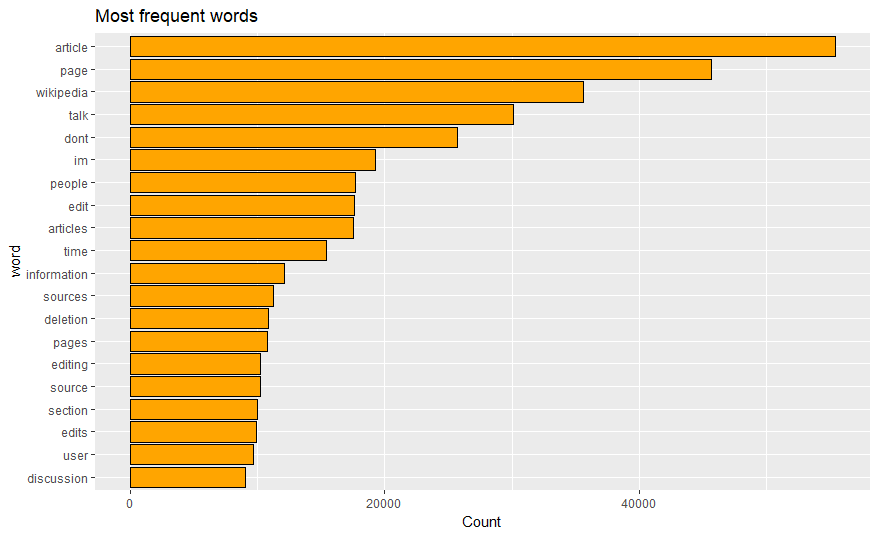 Most frequent words
article
page
wikipedia
talk
dont
im
people
edit
articles
time
information
sources
deletion
pages
editing
source
section
edits
user
discussion
word
0 20000 40000
Count